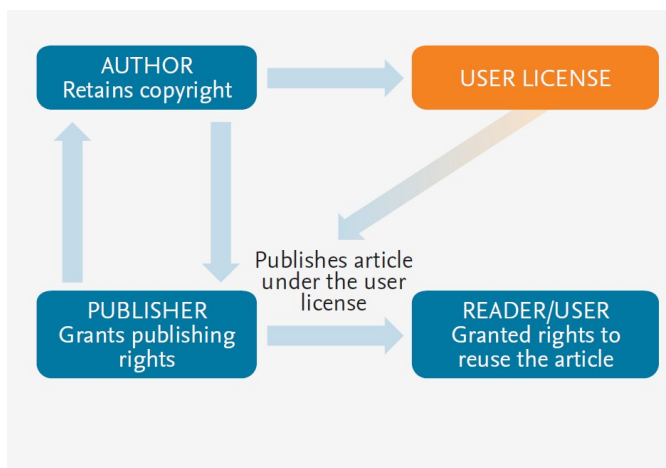 AUTHOR
Retains copyright
USER LICENSE
Publishes article
under the user
license
PUBLISHER
Grants publishing
rights
READER/USER
Granted rights to
reuse the article